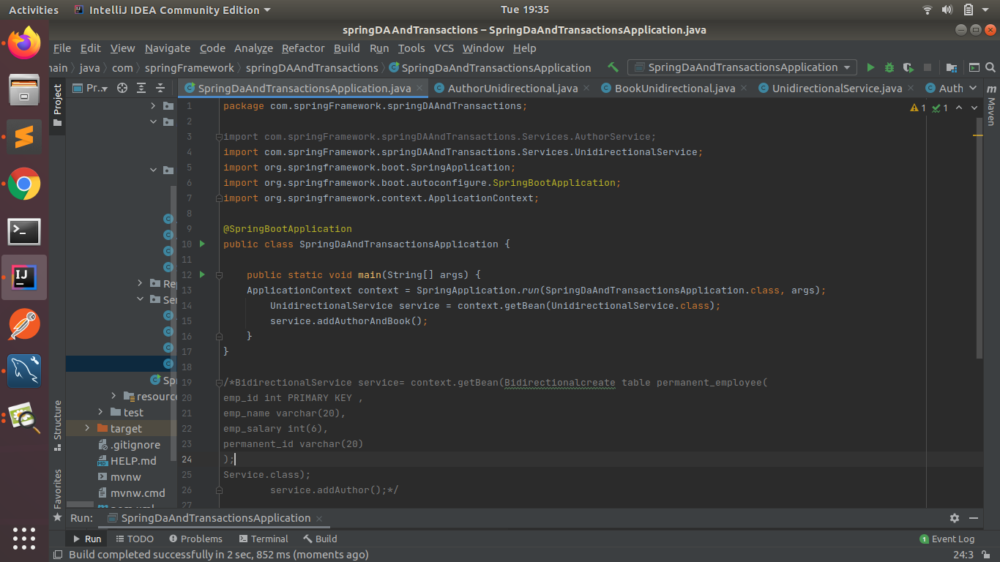 Activities IntelliJ IDEA Community Edition Tue 19:35
springDAAndTransactions – SpringDaAndTransactionsApplication.java
File Edit View Navigate Code Analyze Refactor Build Run Tools VCS Window Help
java com springFramework springDAAndTransactions SpringDaAndTransactionsApplication SpringDaAndTransactionsApplication
Project Pr... SpringDaAndTransactionsApplication.java AuthorUnidirectional.java BookUnidirectional.java UnidirectionalService.java Auth
Maven
1 package com.springFramework.springDAAndTransactions; 1 1
2
3 import com.springFramework.springDAAndTransactions.Services.AuthorService;
4 import com.springFramework.springDAAndTransactions.Services.UnidirectionalService;
5 import org.springframework.boot.SpringApplication;
6 import org.springframework.boot.autoconfigure.SpringBootApplication;
7 import org.springframework.context.ApplicationContext;
8
9 @SpringBootApplication
10 public class SpringDaAndTransactionsApplication {
11
12 public static void main(String[] args) {
13 ApplicationContext context = SpringApplication.run(SpringDaAndTransactionsApplication.class, args);
14 UnidirectionalService service = context.getBean(UnidirectionalService.class);
15 service.addAuthorAndBook();
16 }
17 }
18
19 /*BidirectionalService service= context.getBean(Bidirectionalcreate table permanent_employee(
20 emp_id int PRIMARY KEY ,
21 emp_name varchar(20),
22 emp_salary int(6),
23 permanent_id varchar(20)
24 );
25 Service.class);
26 service.addAuthor();*/
27
Re
Se
Sp
resourc
test
target
.gitignore
HELP.md
mvnw
mvnw.cmd
Structure
Favorites
Run: SpringDaAndTransactionsApplication
Run TODO Problems Terminal Build 1 Event Log
Build completed successfully in 2 sec, 852 ms (moments ago) 24:3